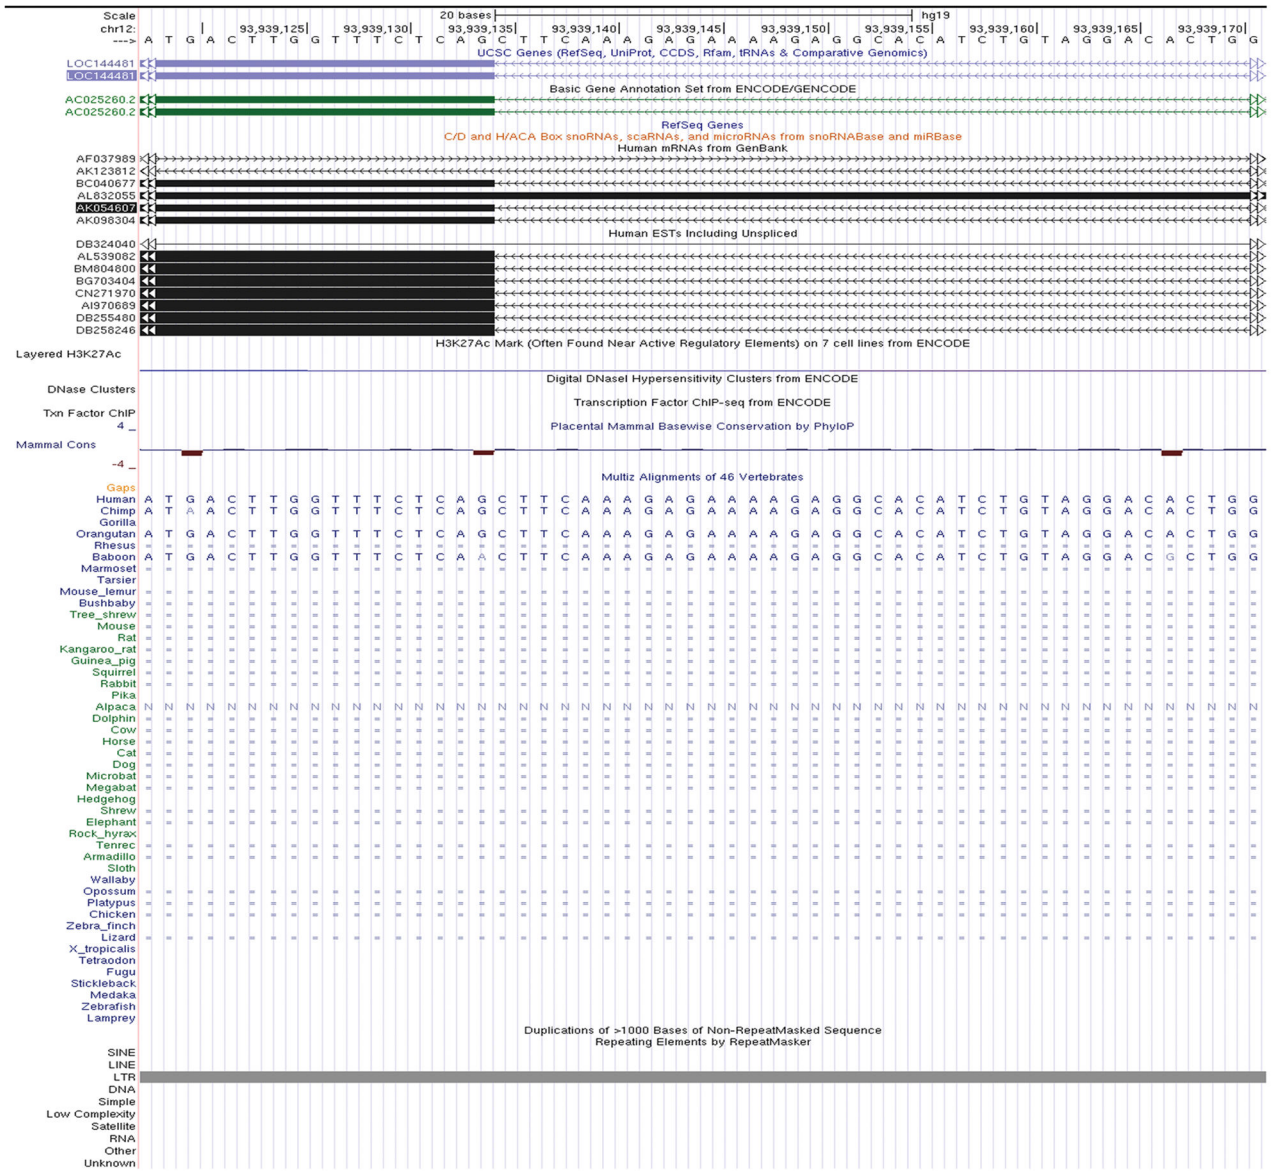 Scale 20 bases hg19
chr12: 93,939,125 93,939,130 93,939,135 93,939,140 93,939,145 93,939,150 93,939,155 93,939,160 93,939,165 93,939,170
---> A T G A C T T G G T T T C T C A G C T T C A A A G A G A A A A G A G G C A C A T C T G T A G G A C A C T G G
UCSC Genes (RefSeq, UniProt, CCDS, Rfam, tRNAs & Comparative Genomics)
LOC144481
LOC144481
Basic Gene Annotation Set from ENCODE/GENCODE
AC025260.2
AC025260.2
RefSeq Genes
C/D and H/ACA Box snoRNAs, scaRNAs, and microRNAs from snoRNABase and miRBase
Human mRNAs from GenBank
AF037989
AK123812
BC040677
AL832055
AK054607
AK098304
Human ESTs Including Unspliced
DB324040
AL539082
BM804800
BG703404
CN271970
AI970689
DB255480
DB258246
H3K27Ac Mark (Often Found Near Active Regulatory Elements) on 7 cell lines from ENCODE
Layered H3K27Ac
Digital DNaseI Hypersensitivity Clusters from ENCODE
DNase Clusters
Transcription Factor ChIP-seq from ENCODE
Txn Factor ChIP
4 _
Placental Mammal Basewise Conservation by PhyloP
Mammal Cons
-4 _
Multiz Alignments of 46 Vertebrates
Gaps
Human A T G A C T T G G T T T C T C A G C T T C A A A G A G A A A A G A G G C A C A T C T G T A G G A C A C T G G
Chimp A T A A C T T G G T T T C T C A G C T T C A A A G A G A A A A G A G G C A C A T C T G T A G G A C A C T G G
Gorilla
Orangutan A T G A C T T G G T T T C T C A G C T T C A A A G A G A A A A G A G G C A C A T C T G T A G G A C A C T G G
Rhesus
Baboon A T G A C T T G G T T T C T C A A C T T C A A A G A G A A A A G A G G C A C A T C T G T A G G A C G C T G G
Marmoset
Tarsier
Mouse_lemur
Bushbaby
Tree_shrew
Mouse
Rat
Kangaroo_rat
Guinea_pig
Squirrel
Rabbit
Pika
Alpaca N N N N N N N N N N N N N N N N N N N N N N N N N N N N N N N N N N N N N N N N N N N N N N N N N N N N N N
Dolphin
Cow
Horse
Cat
Dog
Microbat
Megabat
Hedgehog
Shrew
Elephant
Rock_hyrax
Tenrec
Armadillo
Sloth
Wallaby
Opossum
Platypus
Chicken
Zebra_finch
Lizard
X_tropicalis
Tetraodon
Fugu
Stickleback
Medaka
Zebrafish
Lamprey
Duplications of >1000 Bases of Non-RepeatMasked Sequence
Repeating Elements by RepeatMasker
SINE
LINE
LTR
DNA
Simple
Low Complexity
Satellite
RNA
Other
Unknown